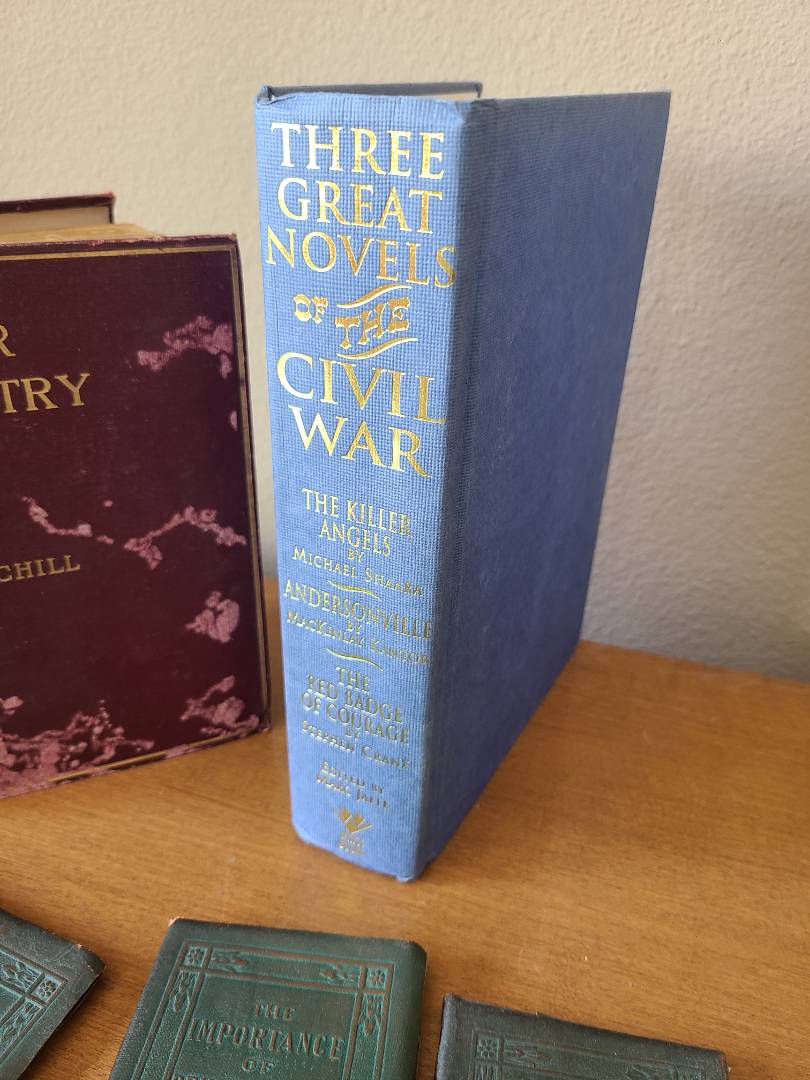 THREE
GREAT
NOVELS
OF THE
CIVIL
WAR
THE KILLER
ANGELS
BY
MICHAEL SHAARA
ANDERSONVILLE
BY
MACKINLAY KANTOR
THE
RED BADGE
OF COURAGE
BY
STEPHEN CRANE
EDITED BY
MARC JAFFE
R
TRY
CHILL
THE
IMPORTANCE
OF